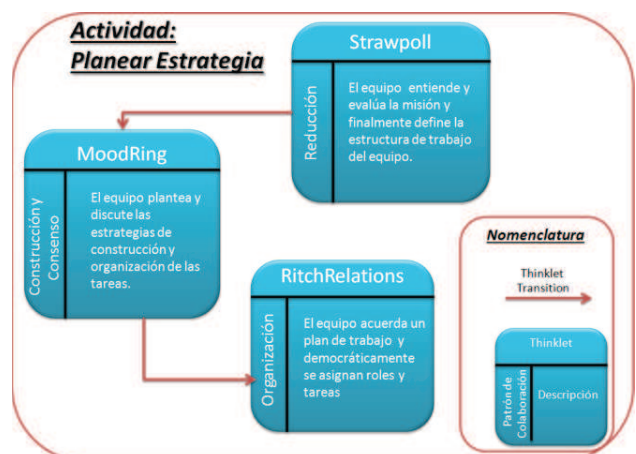 Actividad:
Planear Estrategia
Strawpoll
Reducción
El equipo entiende y
evalúa la misión y
finalmente define la
estructura de trabajo
del equipo.
MoodRing
Construcción y
Consenso
El equipo plantea y
discute las
estrategias de
construcción y
organización de las
tareas.
RitchRelations
Organización
El equipo acuerda un
plan de trabajo y
democráticamente
se asignan roles y
tareas
Nomenclatura
Thinklet
Transition
Thinklet
Patrón de
Colaboración
Descripción